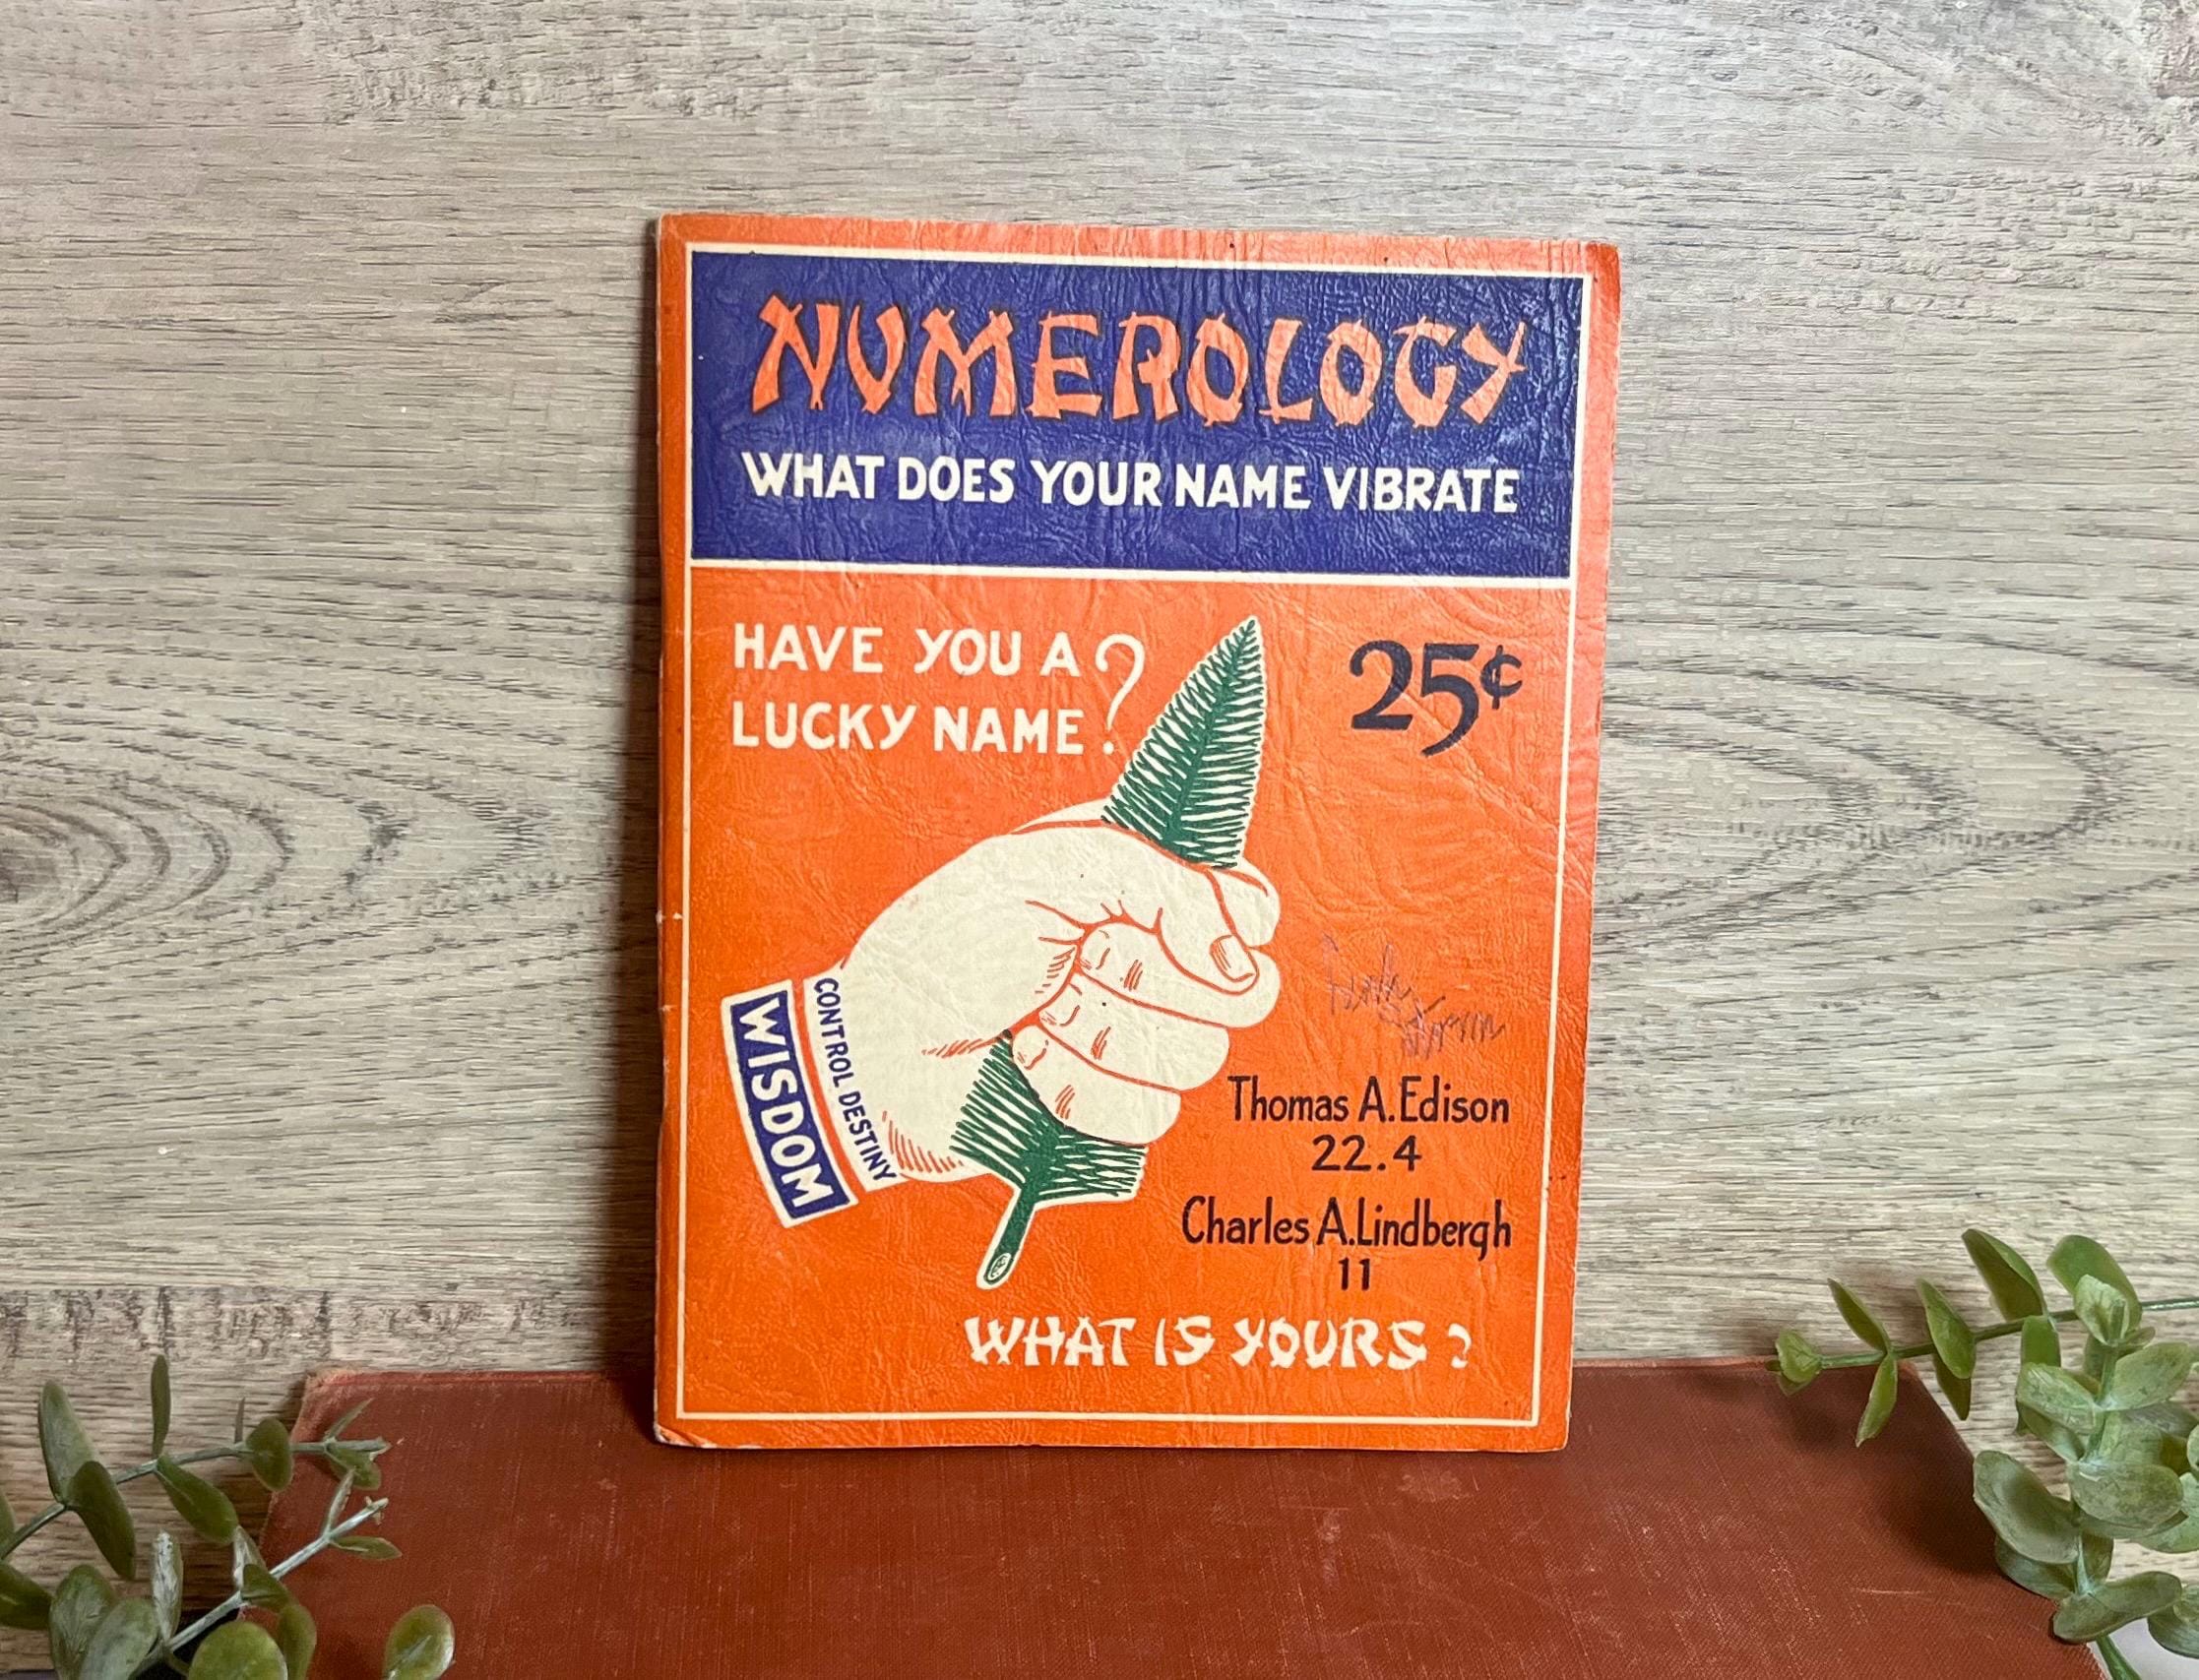 NUMEROLOGY
WHAT DOES YOUR NAME VIBRATE
HAVE YOU A
LUCKY NAME?
25¢
CONTROL DESTINY
WISDOM
Thomas A. Edison
22.4
Charles A. Lindbergh
11
WHAT IS YOURS?